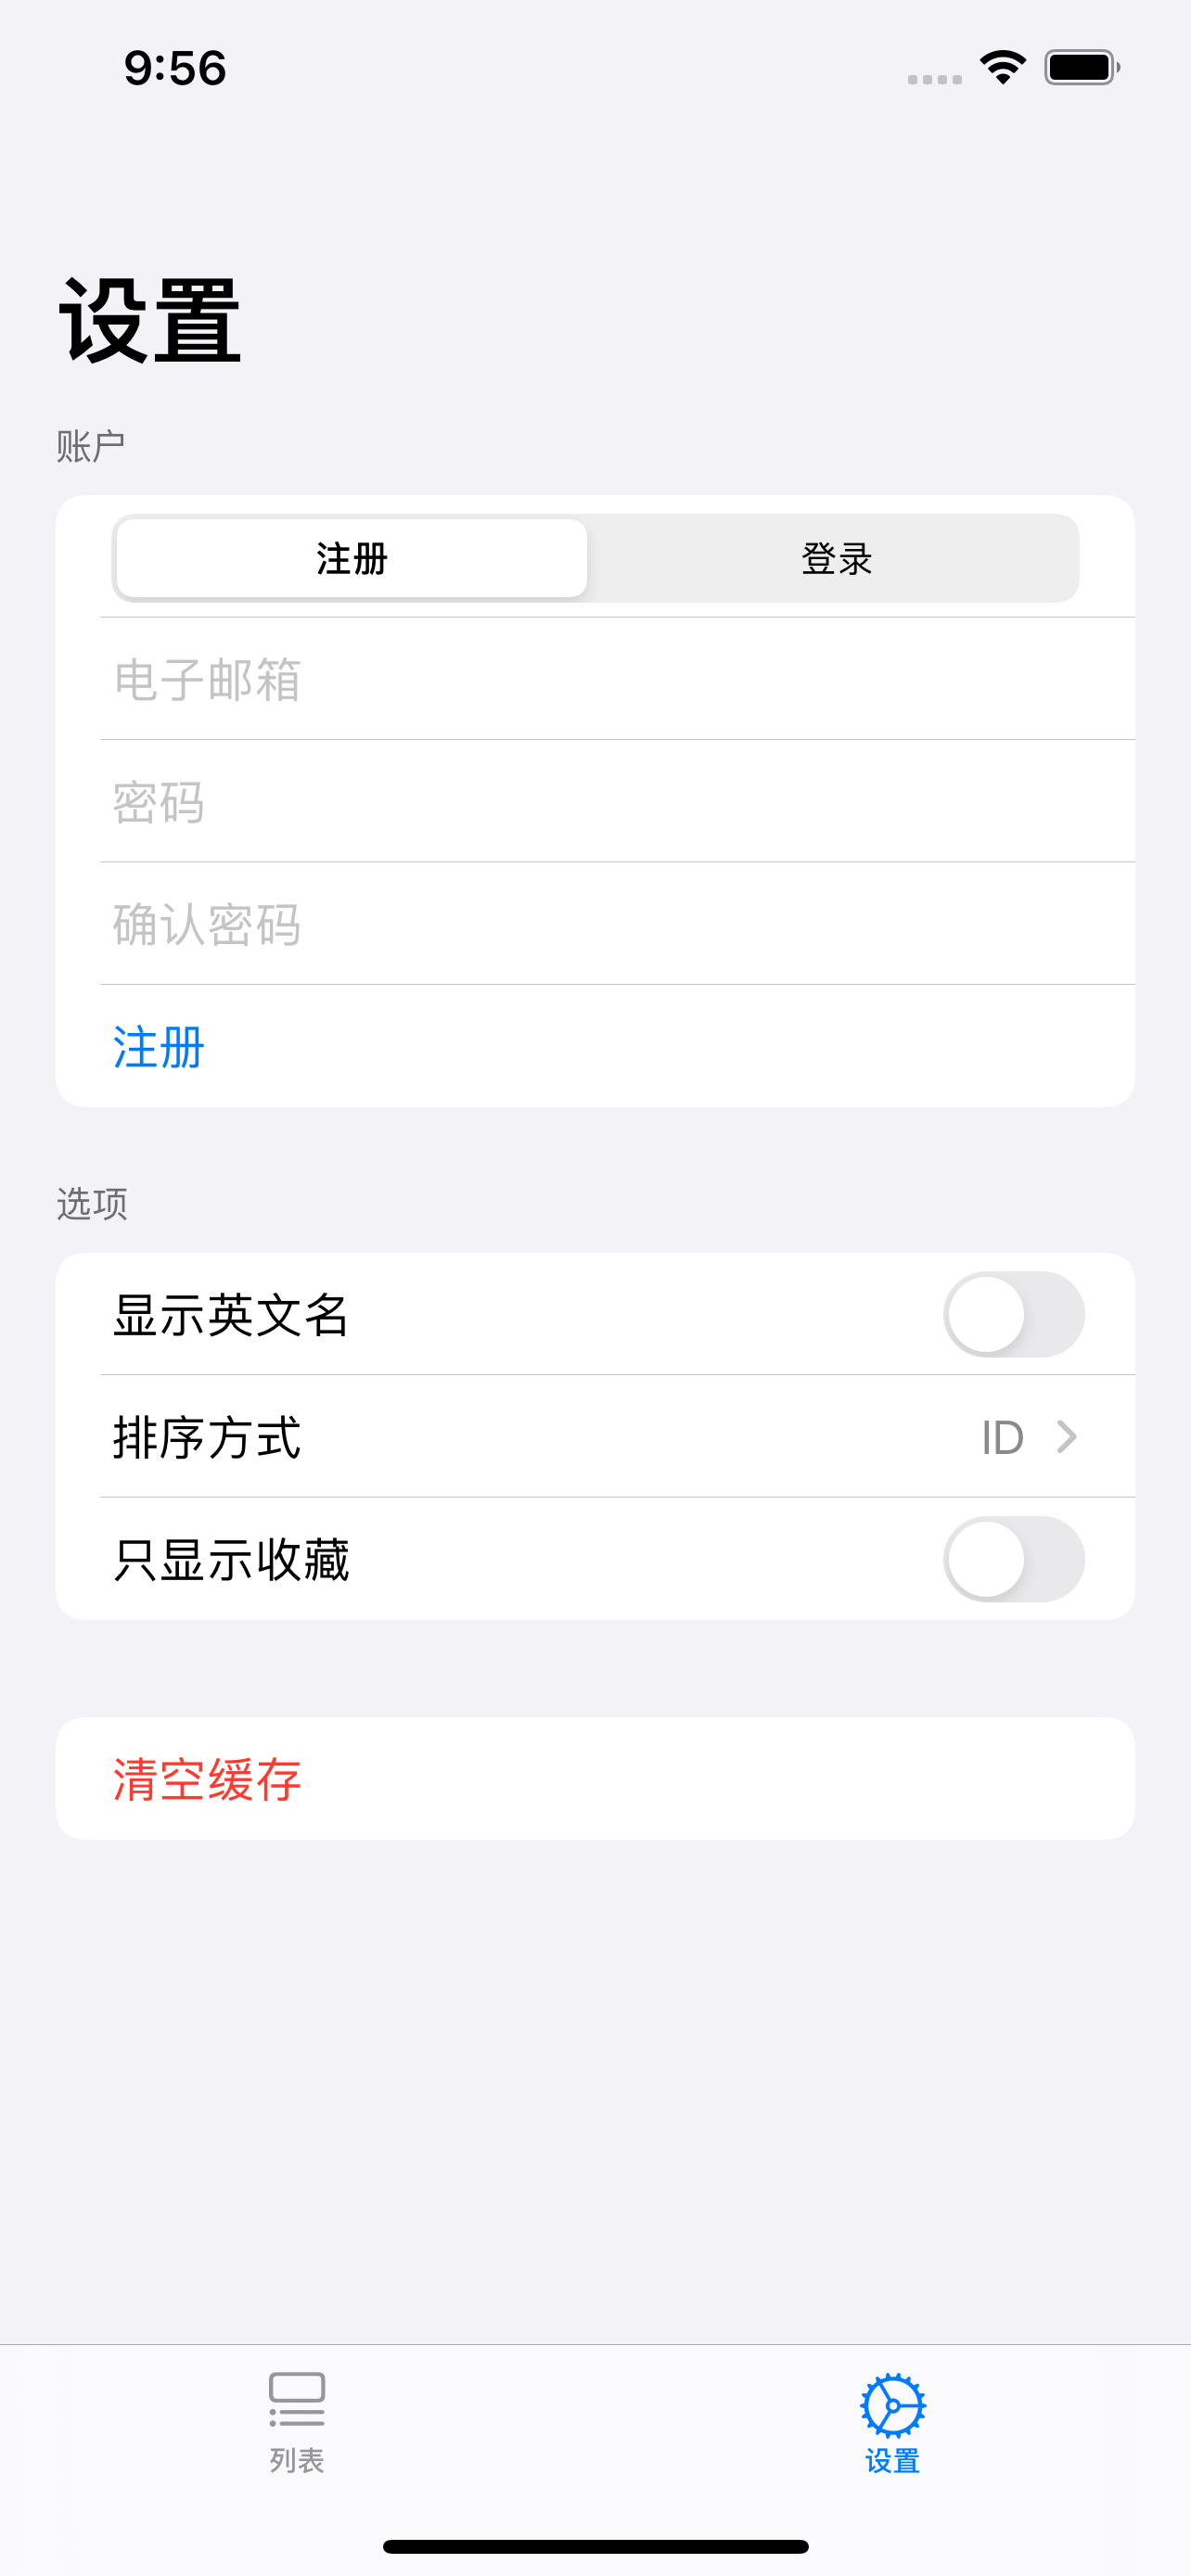 9:56
设置
账户
注册 登录
电子邮箱
密码
确认密码
注册
选项
显示英文名
排序方式 ID
只显示收藏
清空缓存
列表 设置